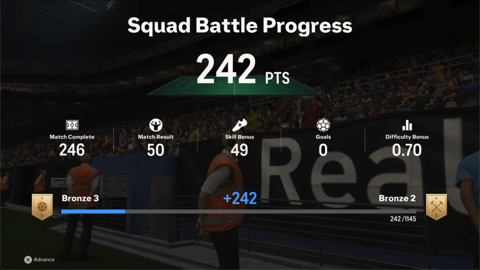 Squad Battle Progress
242 PTS
Match Complete
246
Match Result
50
Skill Bonus
49
Goals
0
Difficulty Bonus
0.70
Bronze 3
+242
Bronze 2
242 /1145
Real
Advance